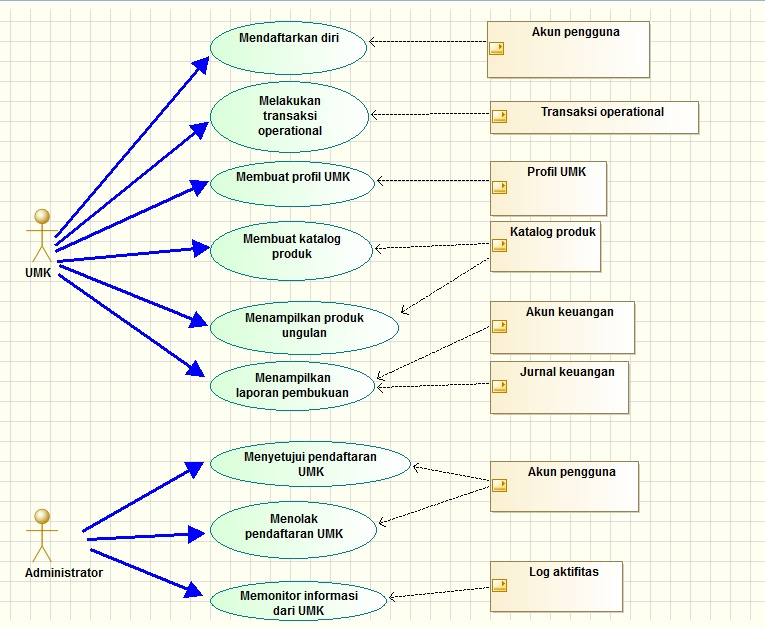 Mendaftarkan diri
Akun pengguna
Melakukan
transaksi
operational
Transaksi operational
Membuat profil UMK
Profil UMK
UMK
Membuat katalog
produk
Katalog produk
Menampilkan produk
ungulan
Akun keuangan
Menampilkan
laporan pembukuan
Jurnal keuangan
Menyetujui pendaftaran
UMK
Akun pengguna
Menolak
pendaftaran UMK
Administrator
Memonitor informasi
dari UMK
Log aktifitas